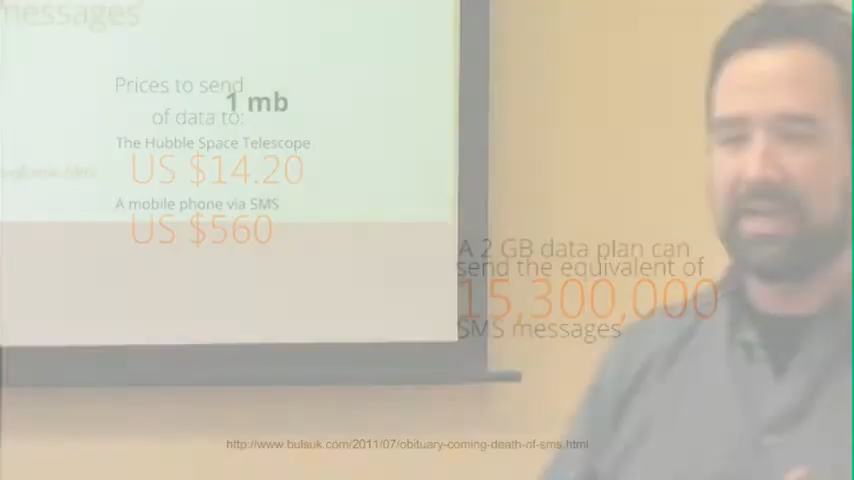 messages
Prices to send
1 mb
of data to:
The Hubble Space Telescope
US $14.20
A mobile phone via SMS
US $560
A 2 GB data plan can
send the equivalent of
15,300,000
SMS messages
http://www.bulsuk.com/2011/07/obituary-coming-death-of-sms.html